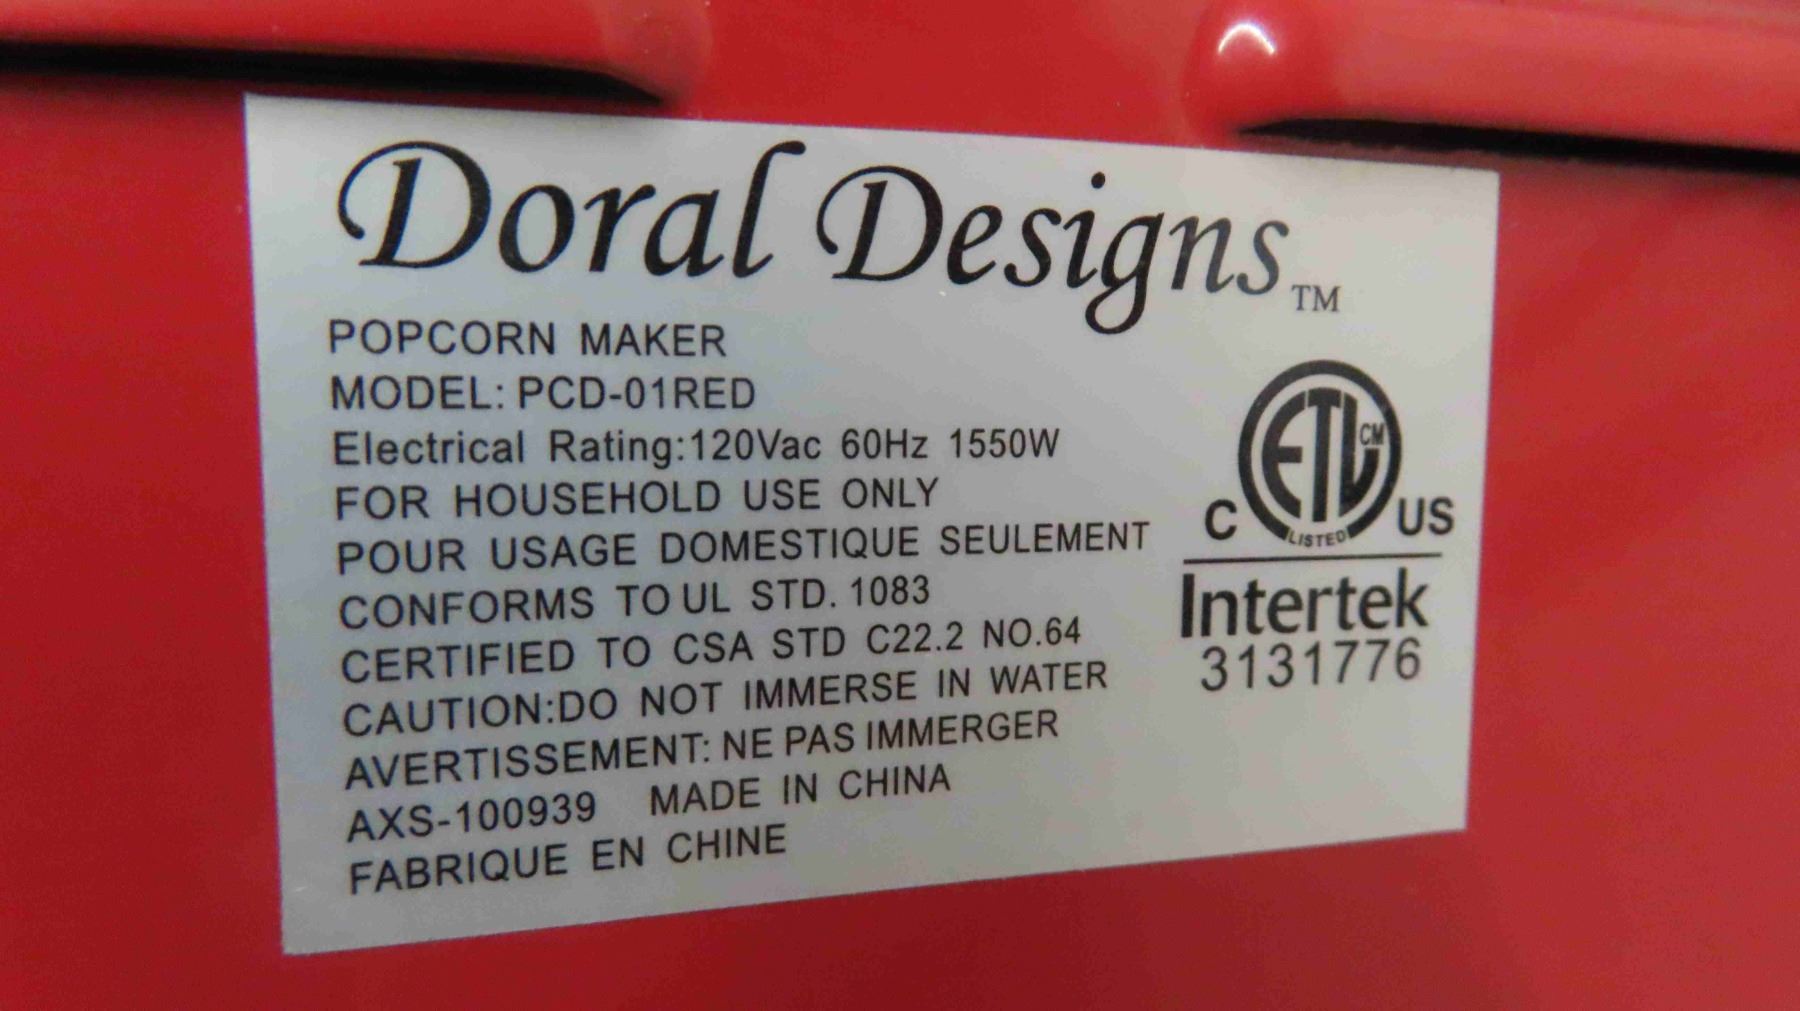 Doral Designs™
POPCORN MAKER
MODEL: PCD-01RED
Electrical Rating:120Vac 60Hz 1550W
FOR HOUSEHOLD USE ONLY
POUR USAGE DOMESTIQUE SEULEMENT
CONFORMS TO UL STD. 1083
CERTIFIED TO CSA STD C22.2 NO.64
CAUTION:DO NOT IMMERSE IN WATER
AVERTISSEMENT: NE PAS IMMERGER
AXS-100939 MADE IN CHINA
FABRIQUE EN CHINE
ETL CM
C US
LISTED
Intertek
3131776